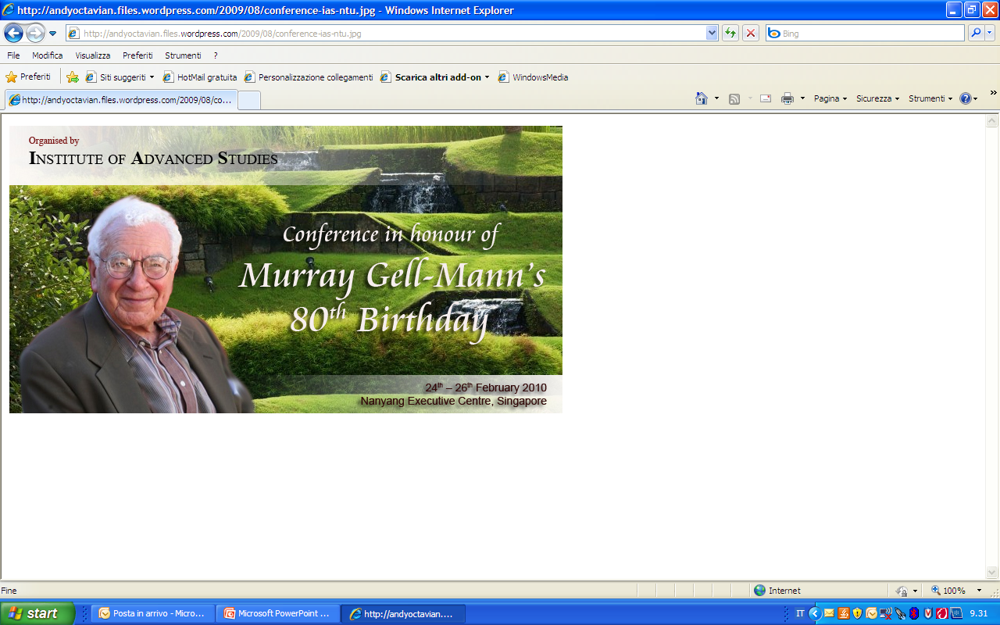 http://andyoctavian.files.wordpress.com/2009/08/conference-ias-ntu.jpg - Windows Internet Explorer
http://andyoctavian.files.wordpress.com/2009/08/conference-ias-ntu.jpg
Bing
File Modifica Visualizza Preferiti Strumenti ?
Preferiti Siti suggeriti HotMail gratuita Personalizzazione collegamenti Scarica altri add-on WindowsMedia
http://andyoctavian.files.wordpress.com/2009/08/co... Pagina Sicurezza Strumenti
Organised by
INSTITUTE OF ADVANCED STUDIES
Conference in honour of
Murray Gell-Mann's
80th Birthday
24th – 26th February 2010
Nanyang Executive Centre, Singapore
Fine Internet 100%
start Posta in arrivo - Micro... Microsoft PowerPoint ... http://andyoctavian.... IT 9.31